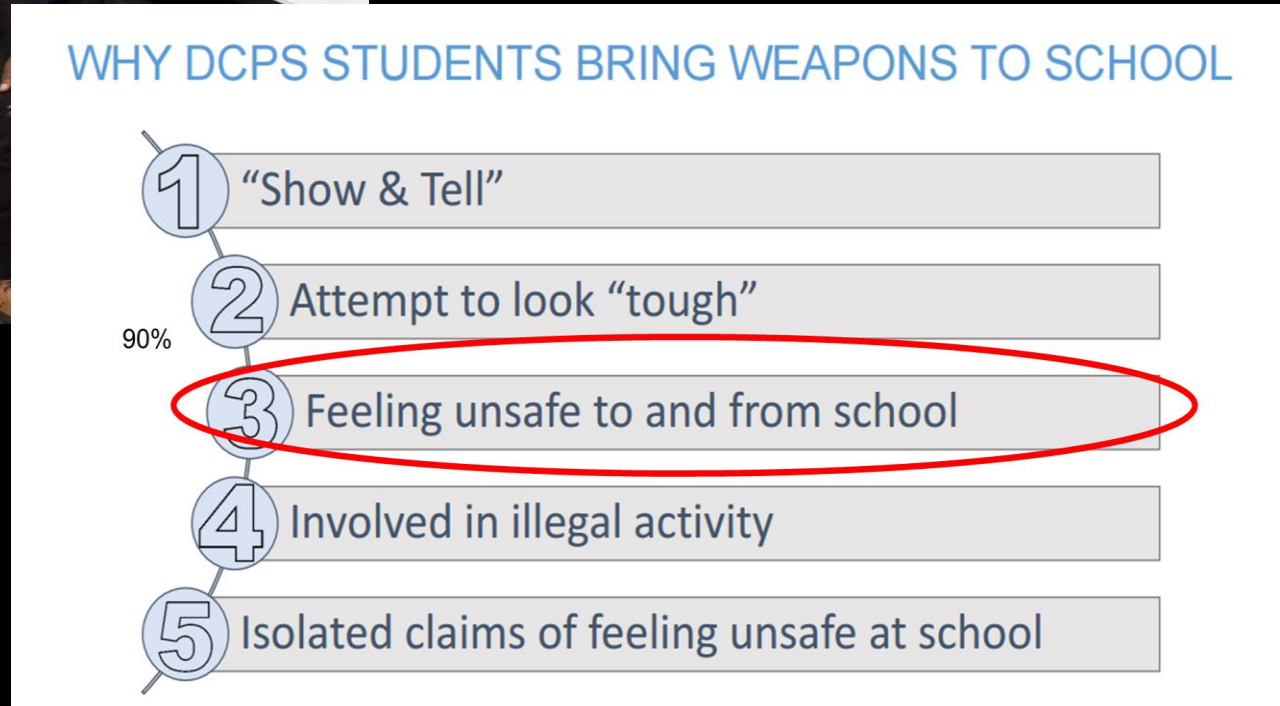 WHY DCPS STUDENTS BRING WEAPONS TO SCHOOL
1 “Show & Tell”
2 Attempt to look “tough”
90%
3 Feeling unsafe to and from school
4 Involved in illegal activity
5 Isolated claims of feeling unsafe at school